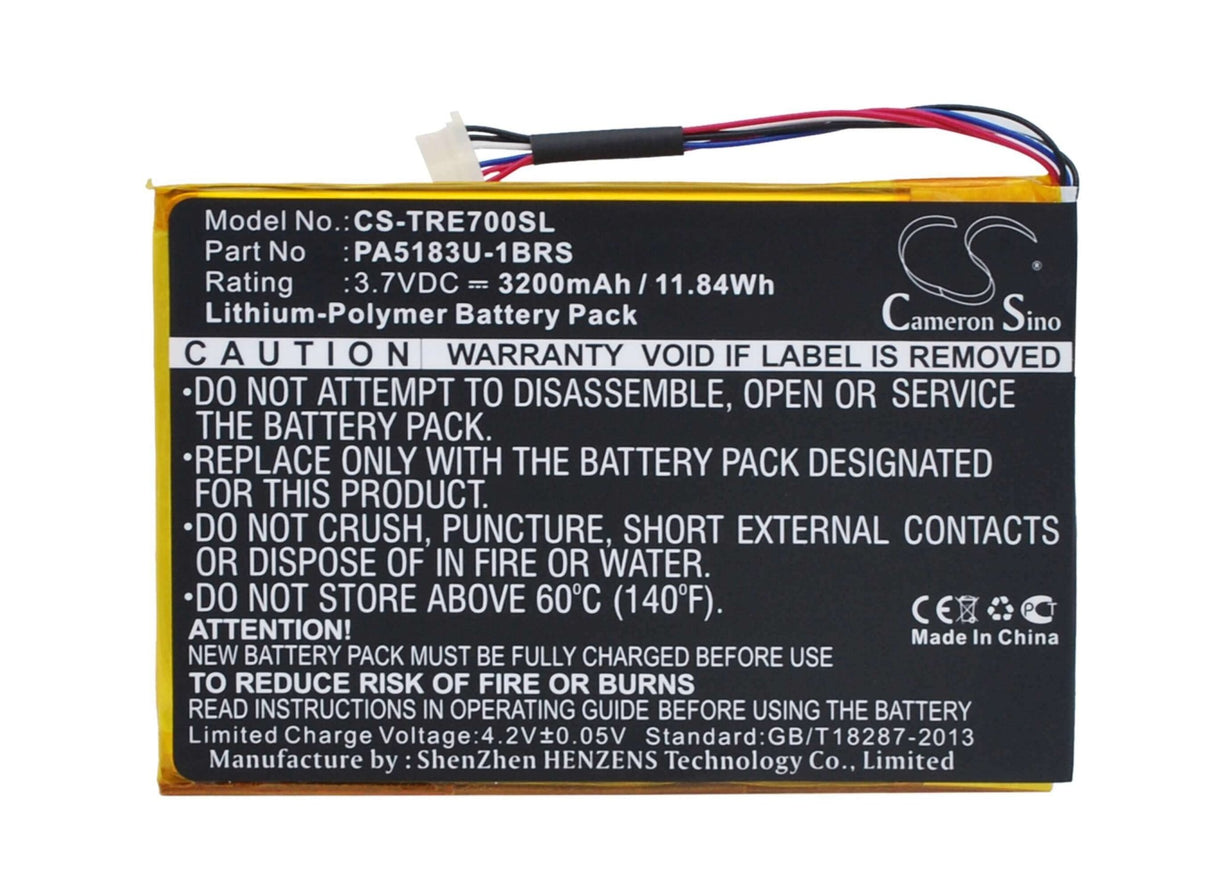 Model No.: CS-TRE700SL
Part No : PA5183U-1BRS
Rating : 3.7VDC ⎓ 3200mAh / 11.84Wh
Lithium-Polymer Battery Pack
CS
®
Cameron Sino
CAUTION WARRANTY VOID IF LABEL IS REMOVED
•DO NOT ATTEMPT TO DISASSEMBLE, OPEN OR SERVICE
THE BATTERY PACK.
•REPLACE ONLY WITH THE BATTERY PACK DESIGNATED
FOR THIS PRODUCT.
•DO NOT CRUSH, PUNCTURE, SHORT EXTERNAL CONTACTS
OR DISPOSE OF IN FIRE OR WATER.
•DO NOT STORE ABOVE 60°C (140°F).
CE PCT
Made In China
ATTENTION!
NEW BATTERY PACK MUST BE FULLY CHARGED BEFORE USE
TO REDUCE RISK OF FIRE OR BURNS
READ INSTRUCTIONS IN OPERATING GUIDE BEFORE USING THE BATTERY
Limited Charge Voltage:4.2V±0.05V Standard:GB/T18287-2013
Manufacture by : ShenZhen HENZENS Technology Co., Limited